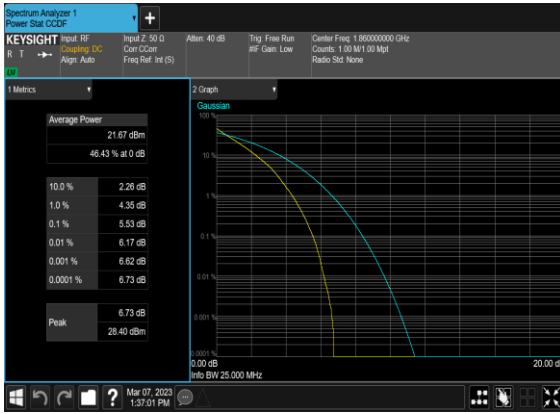 Spectrum Analyzer 1
Power Stat CCDF
KEYSIGHT
R T
LV
Input: RF
Coupling: DC
Align: Auto
Input Z: 50 Ω
Corr CCorr
Freq Ref: Int (S)
Atten: 40 dB
Trig: Free Run
#IF Gain: Low
Center Freq: 1.860000000 GHz
Counts: 1.00 M/1.00 Mpt
Radio Std: None
1 Metrics
Average Power
21.67 dBm
46.43 % at 0 dB
10.0 % 2.26 dB
1.0 % 4.35 dB
0.1 % 5.53 dB
0.01 % 6.17 dB
0.001 % 6.62 dB
0.0001 % 6.73 dB
Peak 6.73 dB
28.40 dBm
2 Graph
Gaussian
100 %
10 %
1 %
0.1 %
0.01 %
0.001 %
0.0001 %
0.00 dB
20.00 d
Info BW 25.000 MHz
Mar 07, 2023
1:37:01 PM